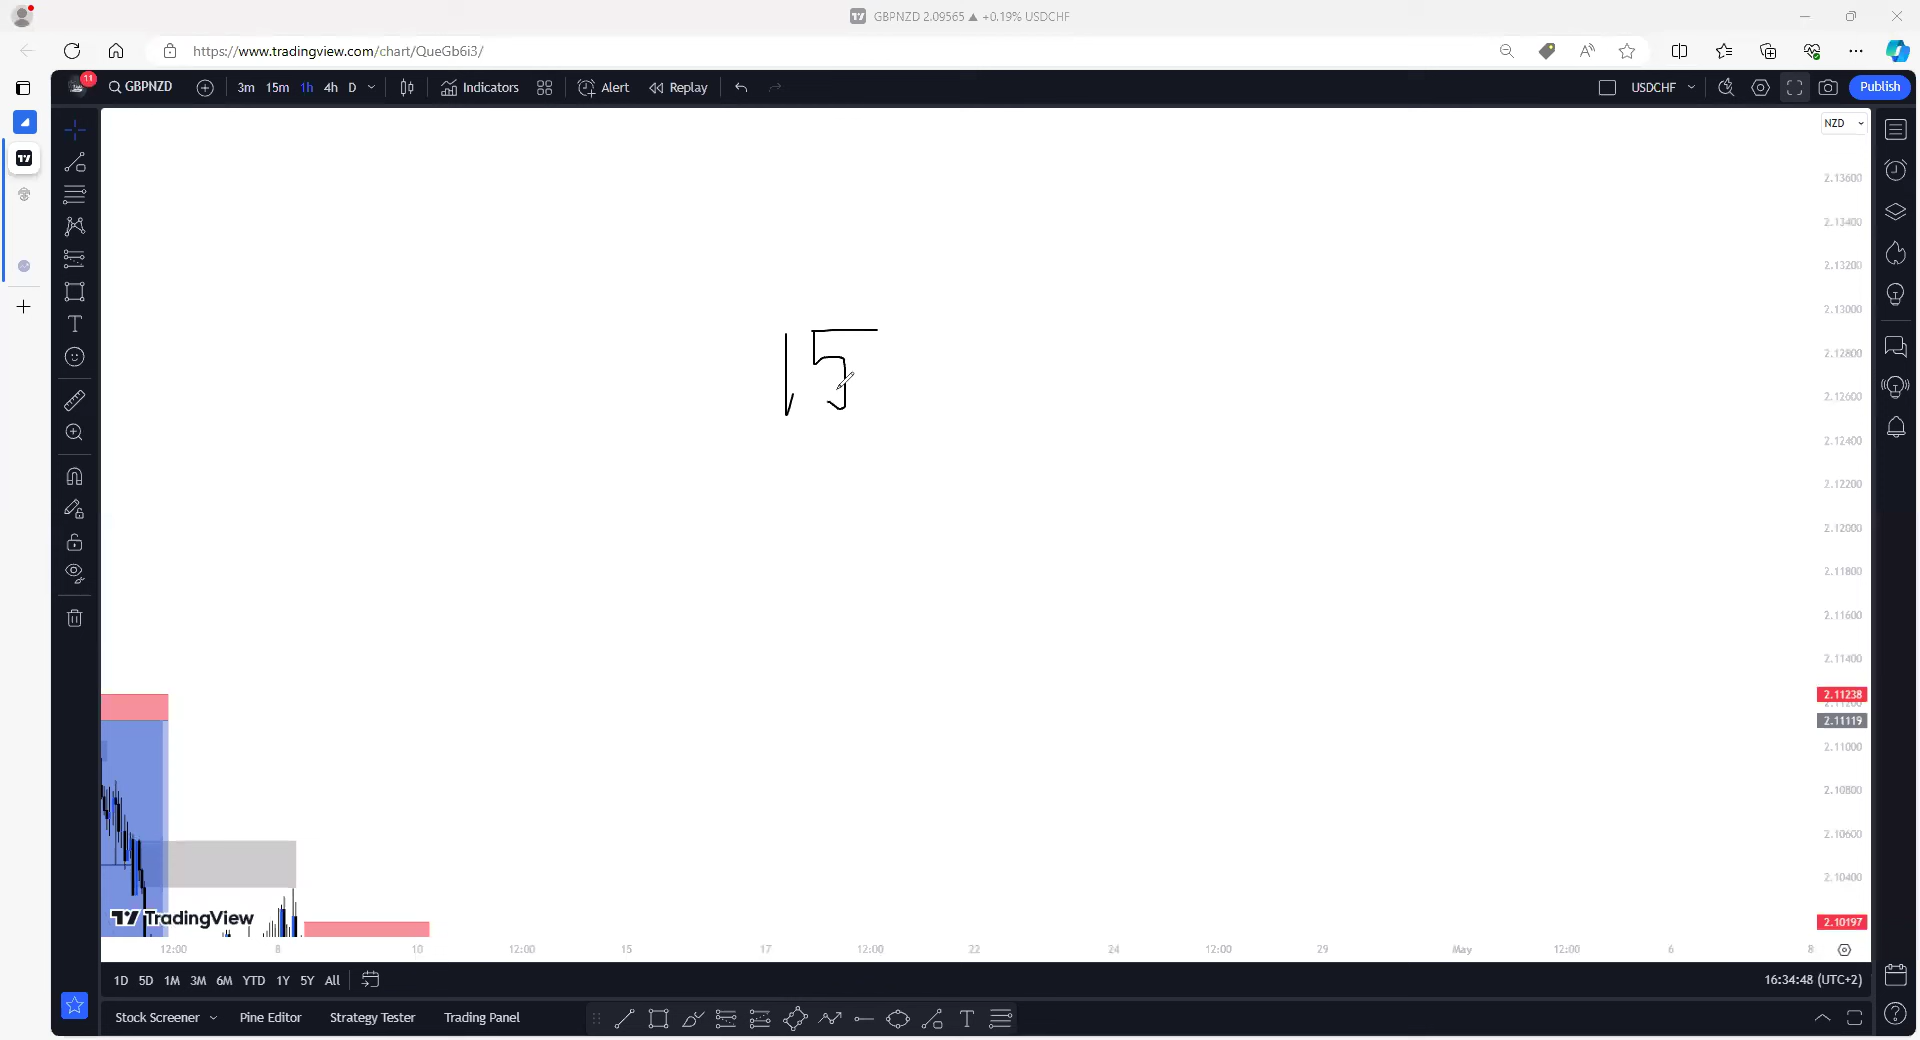 GBPNZD 2.09565 ▲ +0.19% USDCHF
https://www.tradingview.com/chart/QueGb6i3/
11
GBPNZD 3m 15m 1h 4h D Indicators Alert Replay USDCHF Publish
NZD
2.13600
2.13400
2.13200
2.13000
15
2.12800
2.12600
2.12400
2.12200
2.12000
2.11800
2.11600
2.11400
2.11238
2.11200
2.11119
2.11000
2.10800
2.10600
2.10400
TradingView
2.10197
12:00 8 10 12:00 15 17 12:00 22 24 12:00 29 May 12:00 6 8
1D 5D 1M 3M 6M YTD 1Y 5Y All 16:34:48 (UTC+2)
Stock Screener Pine Editor Strategy Tester Trading Panel